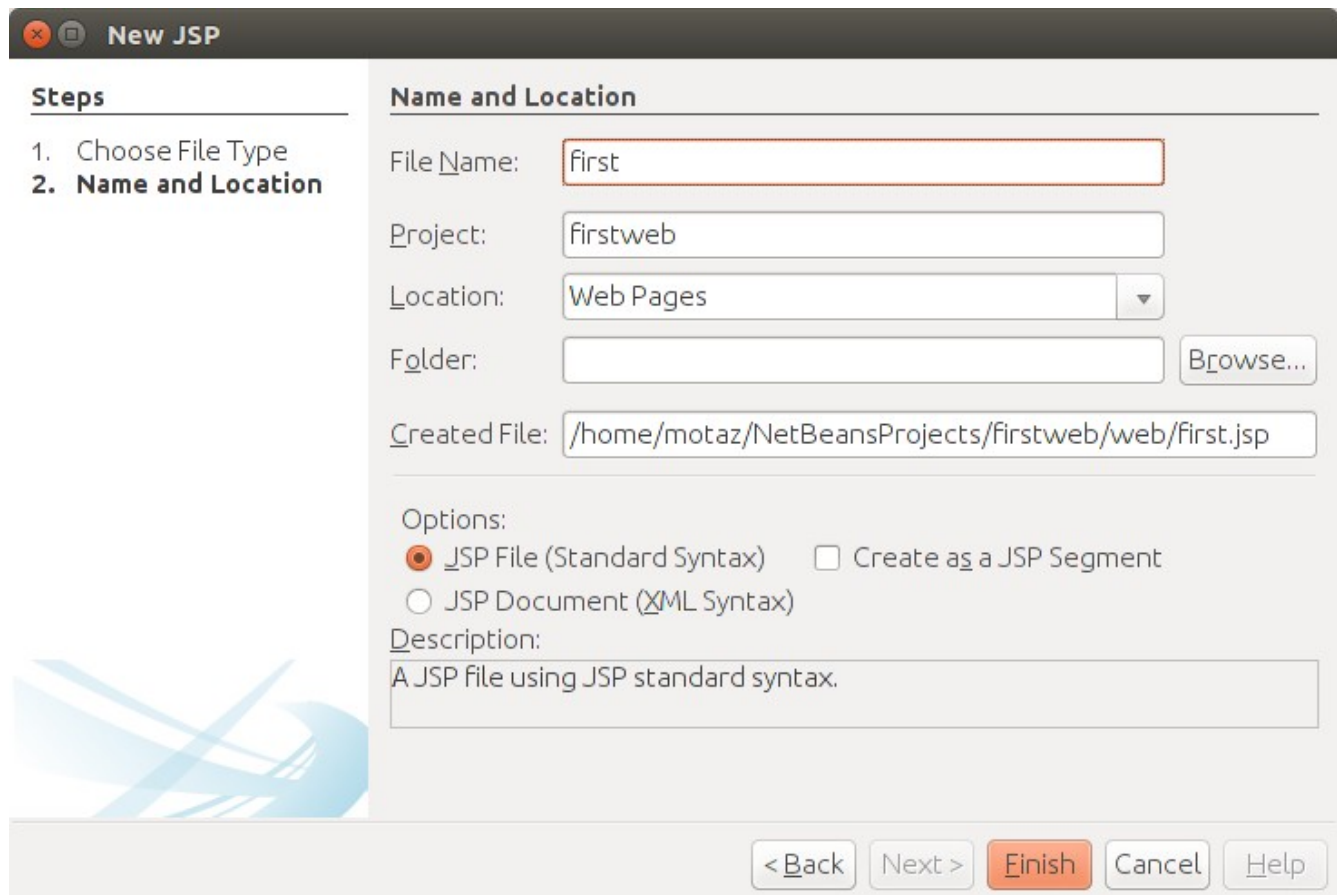 New JSP
Steps
1. Choose File Type
2. Name and Location
Name and Location
File Name: first
Project: firstweb
Location: Web Pages
Folder: Browse...
Created File: /home/motaz/NetBeansProjects/firstweb/web/first.jsp
Options:
JSP File (Standard Syntax) Create as a JSP Segment
JSP Document (XML Syntax)
Description:
A JSP file using JSP standard syntax.
< Back Next > Finish Cancel Help